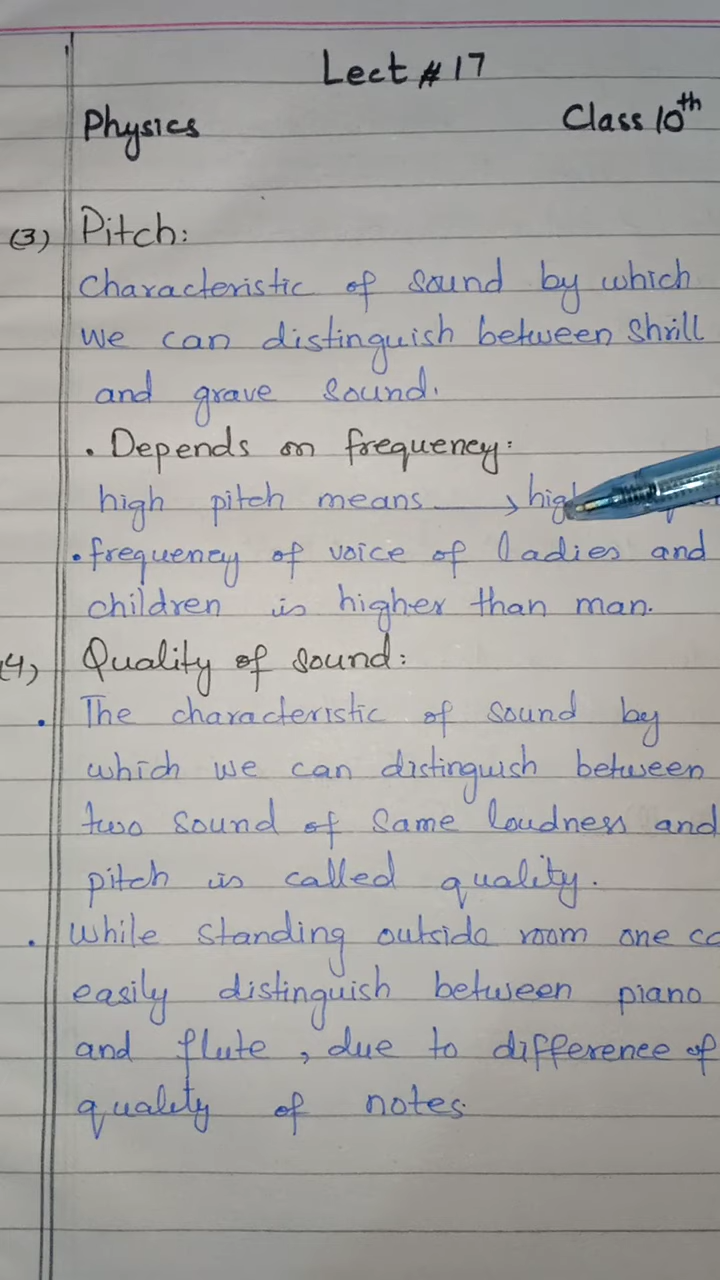 Lect # 17
Physics Class 10th
(3) Pitch:
Characteristic of sound by which
we can distinguish between Shrill
and grave sound.
• Depends on frequency:
high pitch means → hig
• frequency of voice of ladies and
children is higher than man.
(4) Quality of sound:
• The characteristic of sound by
which we can distinguish between
two sound of same loudness and
pitch is called quality.
• While standing outside room one ca
easily distinguish between piano
and flute, due to difference of
quality of notes.